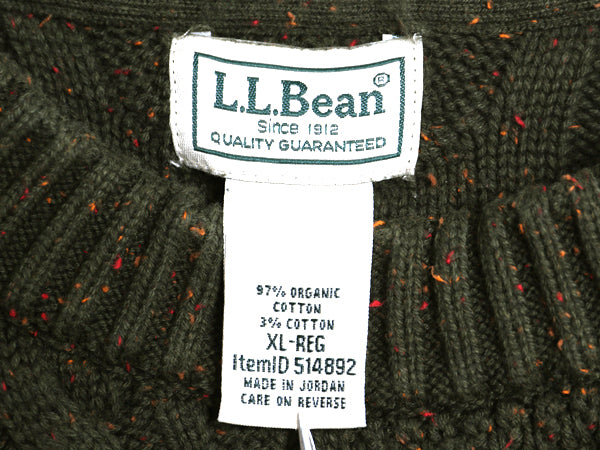 L.L.Bean®
Since 1912
QUALITY GUARANTEED
97% ORGANIC
COTTON
3% COTTON
XL-REG
ItemID 514892
MADE IN JORDAN
CARE ON REVERSE